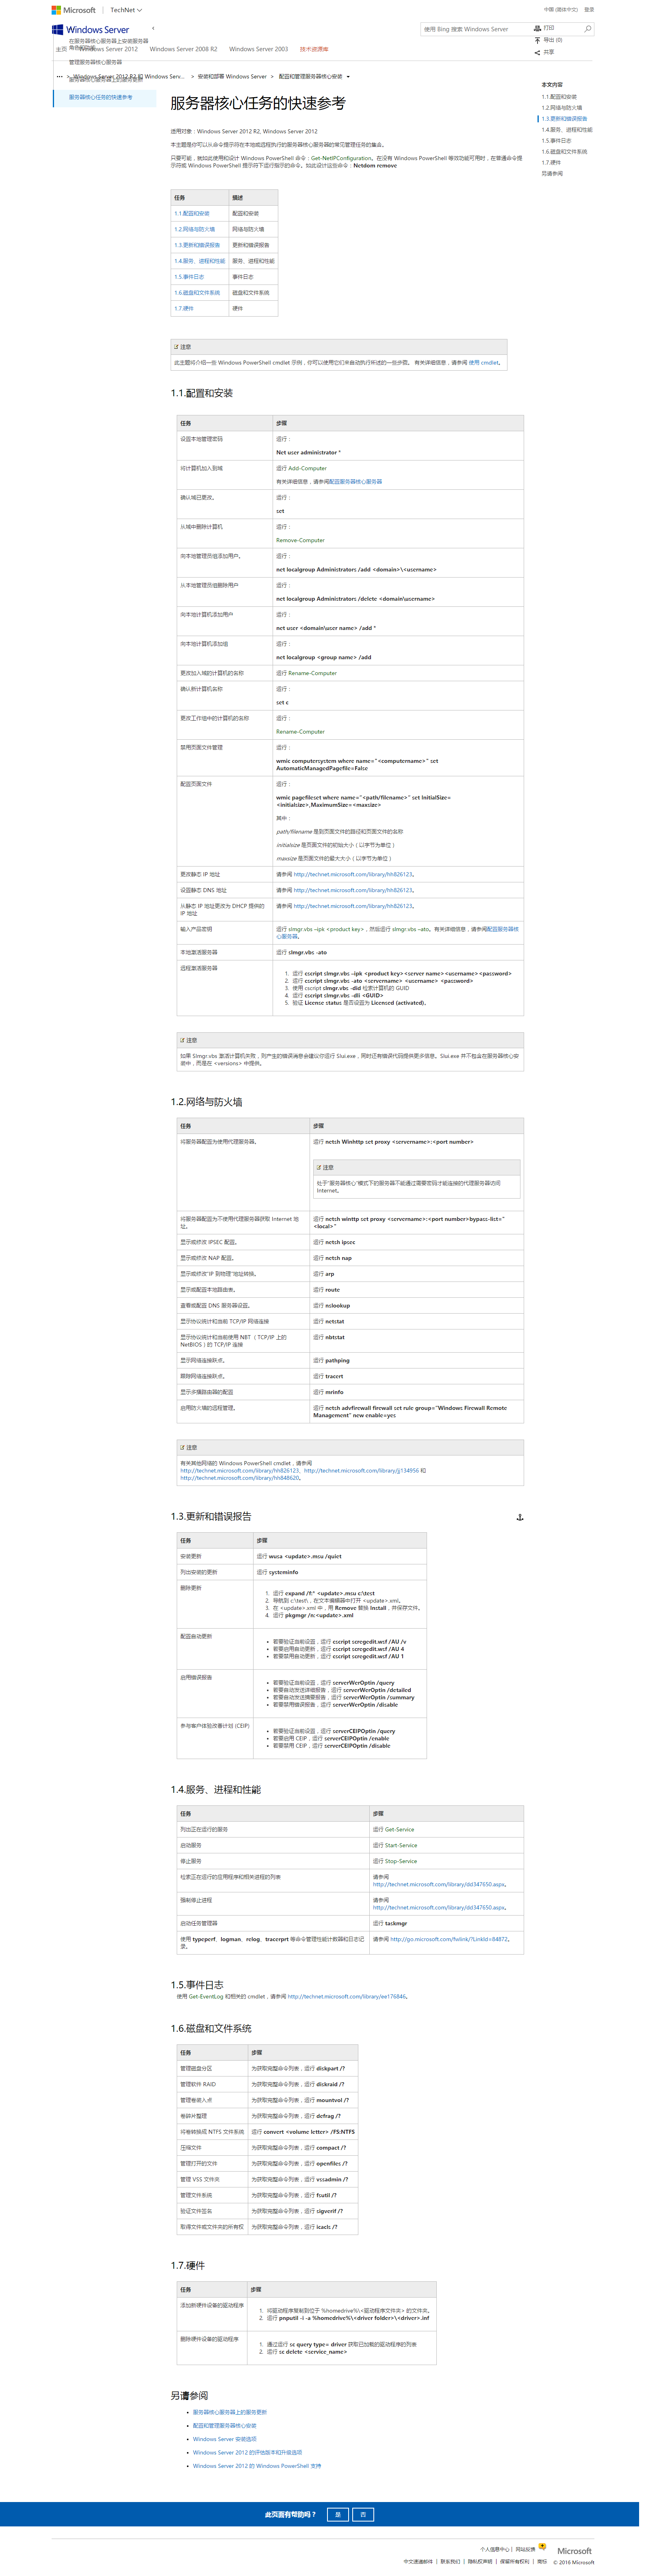 Microsoft
TechNet
中国 (简体中文)
登录
Windows Server
使用 Bing 搜索 Windows Server
主页
Windows Server 2012
Windows Server 2008 R2
Windows Server 2003
技术资源库
打印
导出 (0)
共享
在服务器核心服务器上安装服务器
管理服务器核心服务器
服务器核心服务器上的服务更新
服务器核心任务的快速参考
Windows Server 2012 R2 和 Windows Serv...
> 安装和部署 Windows Server > 配置和管理服务器核心安装
本文内容
1.1.配置和安装
1.2.网络与防火墙
1.3.更新和错误报告
1.4.服务、进程和性能
1.5.事件日志
1.6.磁盘和文件系统
1.7.硬件
另请参阅
服务器核心任务的快速参考
适用对象：Windows Server 2012 R2, Windows Server 2012
本主题是你可以从命令提示符在本地或远程执行的服务器核心服务器的常见管理任务的集合。
只要可能，就如此使用和设计 Windows PowerShell 命令：Get-NetIPConfiguration。在没有 Windows PowerShell 等效功能可用时，在普通命令提
示符或 Windows PowerShell 提示符下运行指示的命令。如此设计这些命令：Netdom remove
任务 描述
1.1.配置和安装 配置和安装
1.2.网络与防火墙 网络与防火墙
1.3.更新和错误报告 更新和错误报告
1.4.服务、进程和性能 服务、进程和性能
1.5.事件日志 事件日志
1.6.磁盘和文件系统 磁盘和文件系统
1.7.硬件 硬件
注意
此主题将介绍一些 Windows PowerShell cmdlet 示例，你可以使用它们来自动执行所述的一些步骤。 有关详细信息，请参阅 使用 cmdlet。
1.1.配置和安装
任务 步骤
设置本地管理密码 运行：
Net user administrator *
将计算机加入到域 运行 Add-Computer
有关详细信息，请参阅配置服务器核心服务器
确认域已更改。 运行：
set
从域中删除计算机 运行：
Remove-Computer
向本地管理员组添加用户。 运行：
net localgroup Administrators /add <domain>\<username>
从本地管理员组删除用户 运行：
net localgroup Administrators /delete <domain\username>
向本地计算机添加用户 运行：
net user <domain\user name> /add *
向本地计算机添加组 运行：
net localgroup <group name> /add
更改加入域的计算机的名称 运行 Rename-Computer
确认新计算机名称 运行：
set c
更改工作组中的计算机的名称 运行：
Rename-Computer
禁用页面文件管理 运行：
wmic computersystem where name="<computername>" set
AutomaticManagedPagefile=False
配置页面文件 运行：
wmic pagefileset where name="<path/filename>" set InitialSize=
<initialsize>,MaximumSize=<maxsize>
其中：
path/filename 是到页面文件的路径和页面文件的名称
initialsize 是页面文件的初始大小（以字节为单位）
maxsize 是页面文件的最大大小（以字节为单位）
更改静态 IP 地址 请参阅 http://technet.microsoft.com/library/hh826123。
设置静态 DNS 地址 请参阅 http://technet.microsoft.com/library/hh826123。
从静态 IP 地址更改为 DHCP 提供的 请参阅 http://technet.microsoft.com/library/hh826123。
IP 地址
输入产品密钥 运行 slmgr.vbs –ipk <product key>，然后运行 slmgr.vbs –ato。有关详细信息，请参阅配置服务器核
心服务器。
本地激活服务器 运行 slmgr.vbs -ato
远程激活服务器 1. 运行 cscript slmgr.vbs –ipk <product key><server name><username><password>
2. 运行 cscript slmgr.vbs -ato <servername> <username> <password>
3. 使用 cscript slmgr.vbs -did 检索计算机的 GUID
4. 运行 cscript slmgr.vbs -dli <GUID>
5. 验证 License status 是否设置为 Licensed (activated)。
注意
如果 Slmgr.vbs 激活计算机失败，则产生的错误消息会建议你运行 Slui.exe，同时还有错误代码提供更多信息。Slui.exe 并不包含在服务器核心安
装中，而是在 <versions> 中提供。
1.2.网络与防火墙
任务 步骤
将服务器配置为使用代理服务器。 运行 netsh Winhttp set proxy <servername>:<port number>
注意
处于“服务器核心”模式下的服务器不能通过需要密码才能连接的代理服务器访问
Internet。
将服务器配置为不使用代理服务器获取 Internet 地 运行 netsh winttp set proxy <servername>:<port number>bypass-list="
址。 <local>"
显示或修改 IPSEC 配置。 运行 netsh ipsec
显示或修改 NAP 配置。 运行 netsh nap
显示或修改“IP 到物理”地址转换。 运行 arp
显示或配置本地路由表。 运行 route
查看或配置 DNS 服务器设置。 运行 nslookup
显示协议统计和当前 TCP/IP 网络连接 运行 netstat
显示协议统计和当前使用 NBT（ TCP/IP 上的 运行 nbtstat
NetBIOS ) 的 TCP/IP 连接
显示网络连接跃点。 运行 pathping
跟踪网络连接跃点。 运行 tracert
显示多播路由器的配置 运行 mrinfo
启用防火墙的远程管理。 运行 netsh advfirewall firewall set rule group="Windows Firewall Remote
Management" new enable=yes
注意
有关其他网络的 Windows PowerShell cmdlet，请参阅
http://technet.microsoft.com/library/hh826123、http://technet.microsoft.com/library/jj134956 和
http://technet.microsoft.com/library/hh848620。
1.3.更新和错误报告
任务 步骤
安装更新 运行 wusa <update>.msu /quiet
列出安装的更新 运行 systeminfo
删除更新 1. 运行 expand /f:* <update>.msu c:\test
2. 导航到 c:\test\，在文本编辑器中打开 <update>.xml。
3. 在 <update>.xml 中，用 Remove 替换 Install，并保存文件。
4. 运行 pkgmgr /n:<update>.xml
配置自动更新 • 若要验证当前设置，运行 cscript scregedit.wsf /AU /v
• 若要启用自动更新，运行 cscript scregedit.wsf /AU 4
• 若要禁用自动更新，运行 cscript scregedit.wsf /AU 1
启用错误报告 • 若要验证当前设置，运行 serverWerOptin /query
• 若要自动发送详细报告，运行 serverWerOptin /detailed
• 若要自动发送摘要报告，运行 serverWerOptin /summary
• 若要禁用错误报告，运行 serverWerOptin /disable
参与客户体验改善计划 (CEIP) • 若要验证当前设置，运行 serverCEIPOptin /query
• 若要启用 CEIP，运行 serverCEIPOptin /enable
• 若要禁用 CEIP，运行 serverCEIPOptin /disable
1.4.服务、进程和性能
任务 步骤
列出正在运行的服务 运行 Get-Service
启动服务 运行 Start-Service
停止服务 运行 Stop-Service
检索正在运行的应用程序和相关进程的列表 请参阅
http://technet.microsoft.com/library/dd347650.aspx。
强制停止进程 请参阅
http://technet.microsoft.com/library/dd347650.aspx。
启动任务管理器 运行 taskmgr
使用 typeperf、logman、relog、tracerprt 等命令管理性能计数器和日志记 请参阅 http://go.microsoft.com/fwlink/?LinkId=84872。
录。
1.5.事件日志
使用 Get-EventLog 和相关的 cmdlet，请参阅 http://technet.microsoft.com/library/ee176846。
1.6.磁盘和文件系统
任务 步骤
管理磁盘分区 为获取完整命令列表，运行 diskpart /?
管理软件 RAID 为获取完整命令列表，运行 diskraid /?
管理卷装入点 为获取完整命令列表，运行 mountvol /?
卷碎片整理 为获取完整命令列表，运行 defrag /?
将卷转换成 NTFS 文件系统 运行 convert <volume letter> /FS:NTFS
压缩文件 为获取完整命令列表，运行 compact /?
管理打开的文件 为获取完整命令列表，运行 openfiles /?
管理 VSS 文件夹 为获取完整命令列表，运行 vssadmin /?
管理文件系统 为获取完整命令列表，运行 fsutil /?
验证文件签名 为获取完整命令列表，运行 sigverif /?
取得文件或文件夹的所有权 为获取完整命令列表，运行 icacls /?
1.7.硬件
任务 步骤
添加新硬件设备的驱动程序 1. 将驱动程序复制到位于 %homedrive%\<驱动程序文件夹> 的文件夹。
2. 运行 pnputil -i -a %homedrive%\<driver folder>\<driver>.inf
删除硬件设备的驱动程序 1. 通过运行 sc query type= driver 获取已加载的驱动程序的列表
2. 运行 sc delete <service_name>
另请参阅
• 服务器核心服务器上的服务更新
• 配置和管理服务器核心安装
• Windows Server 安装选项
• Windows Server 2012 的评估版本和升级选项
• Windows Server 2012 的 Windows PowerShell 支持
此页面有帮助吗？ 是 否
个人信息中心 | 网站反馈
Microsoft
中文速递邮件 | 联系我们 | 隐私权声明 | 保留所有权利 | 商标
© 2016 Microsoft